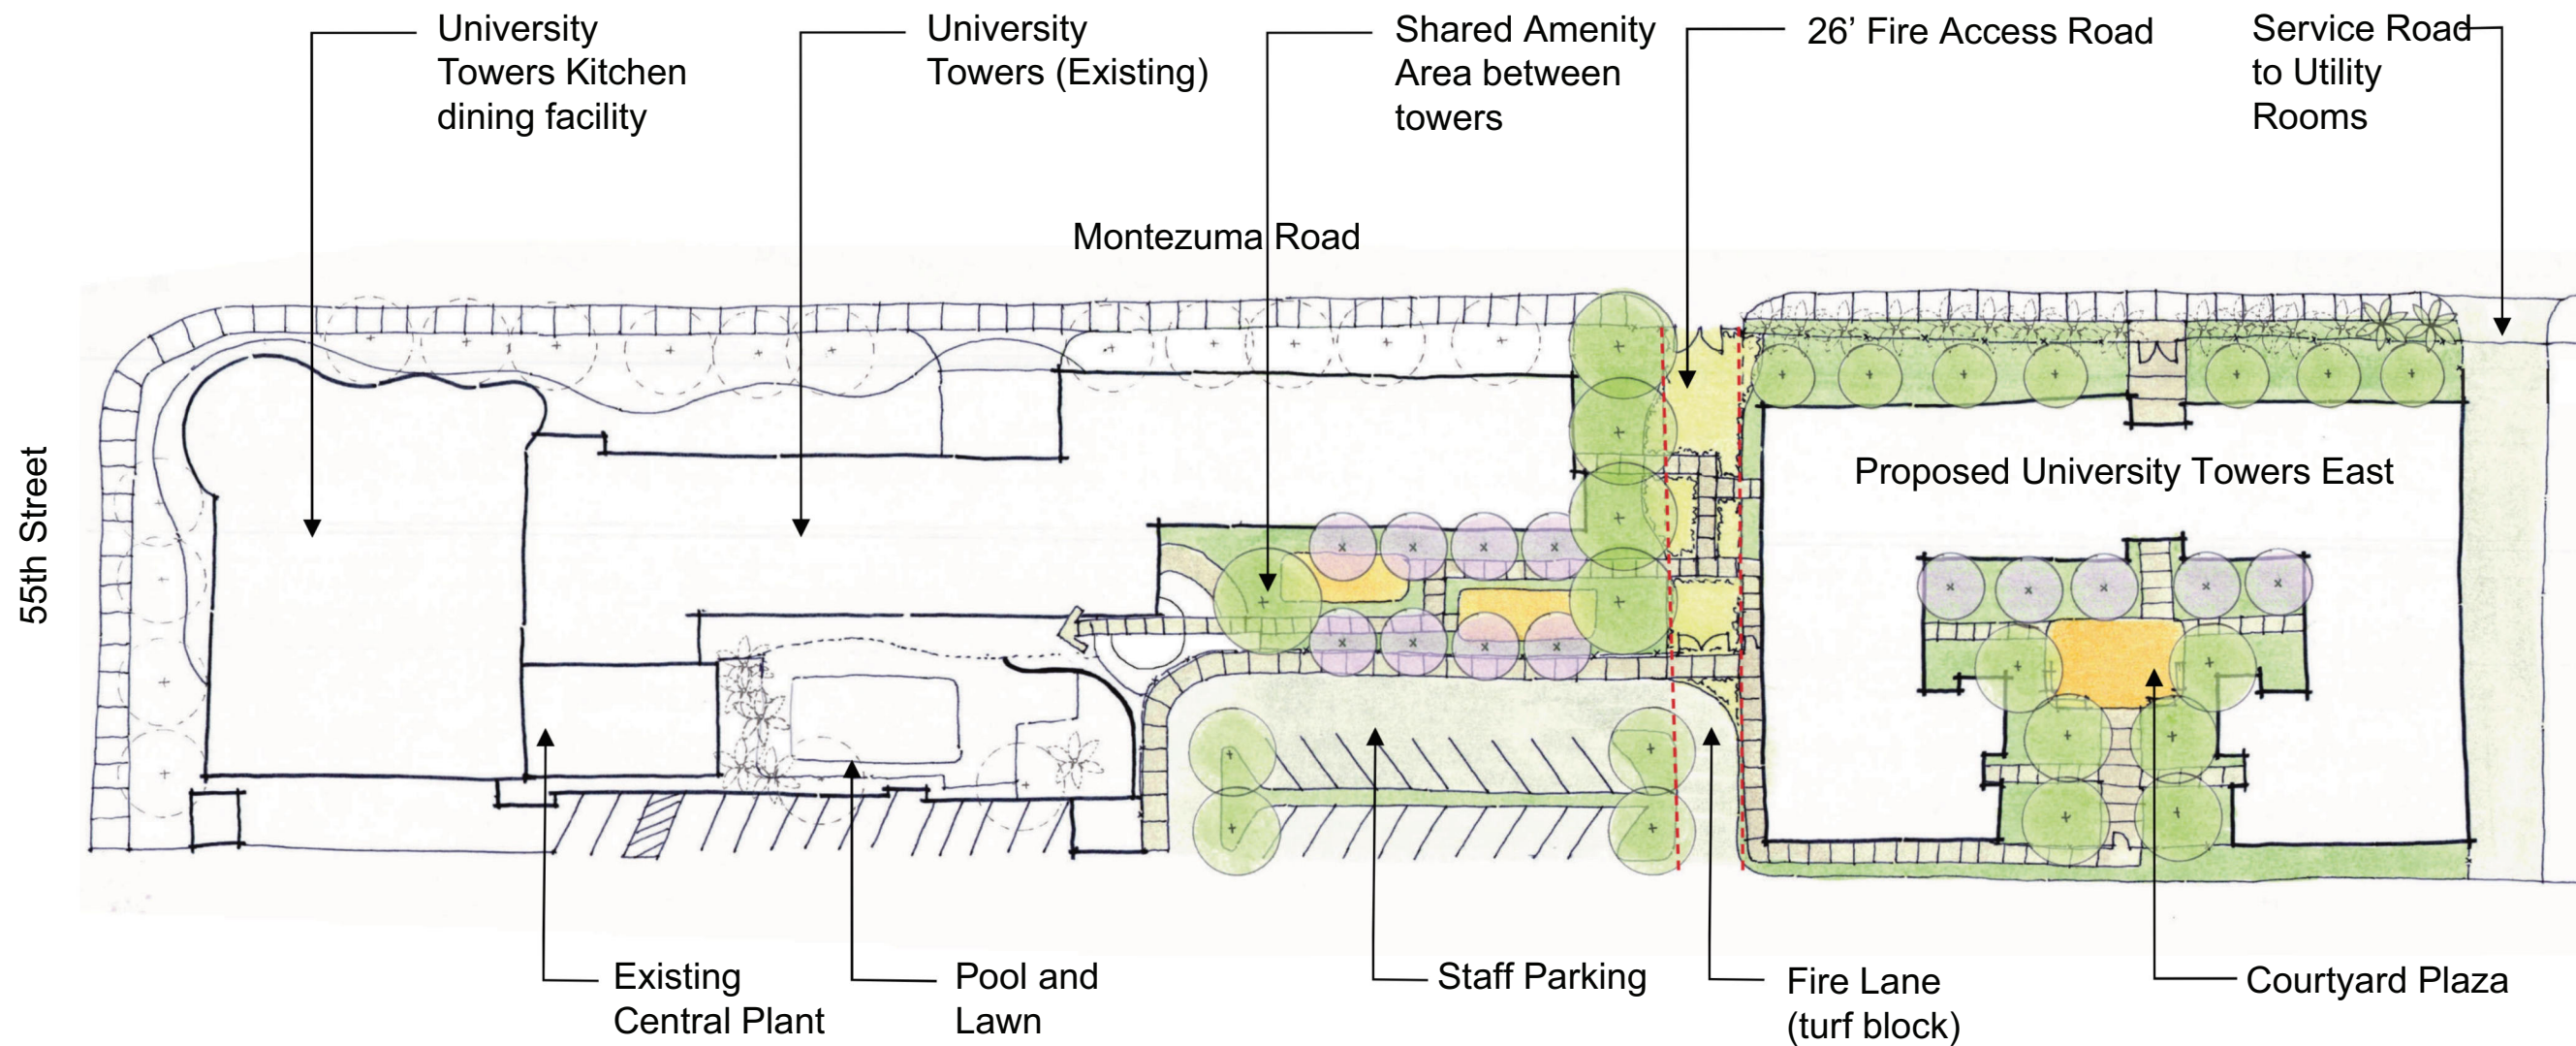 University
Towers Kitchen
dining facility
University
Towers (Existing)
Shared Amenity
Area between
towers
26’ Fire Access Road
Service Road
to Utility
Rooms
Montezuma Road
55th Street
Proposed University Towers East
Existing
Central Plant
Pool and
Lawn
Staff Parking
Fire Lane
(turf block)
Courtyard Plaza